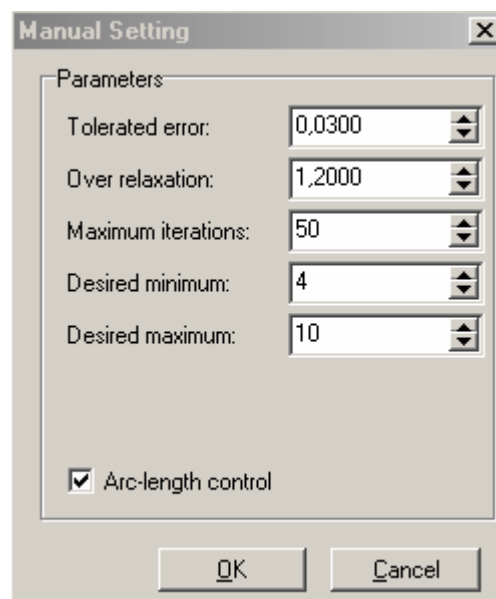 Manual Setting
Parameters
Tolerated error: 0,0300
Over relaxation: 1,2000
Maximum iterations: 50
Desired minimum: 4
Desired maximum: 10
Arc-length control
OK Cancel